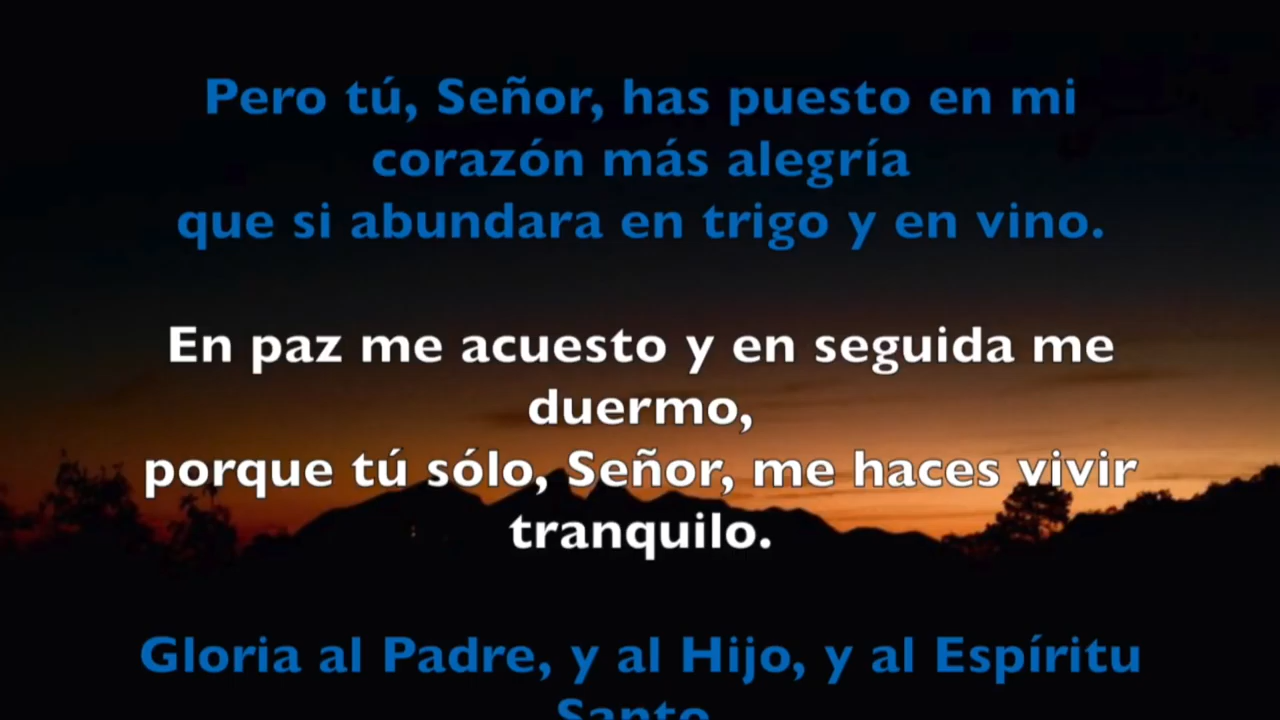 Pero tú, Señor, has puesto en mi
corazón más alegría
que si abundara en trigo y en vino.
En paz me acuesto y en seguida me
duermo,
porque tú sólo, Señor, me haces vivir
tranquilo.
Gloria al Padre, y al Hijo, y al Espíritu
Santo